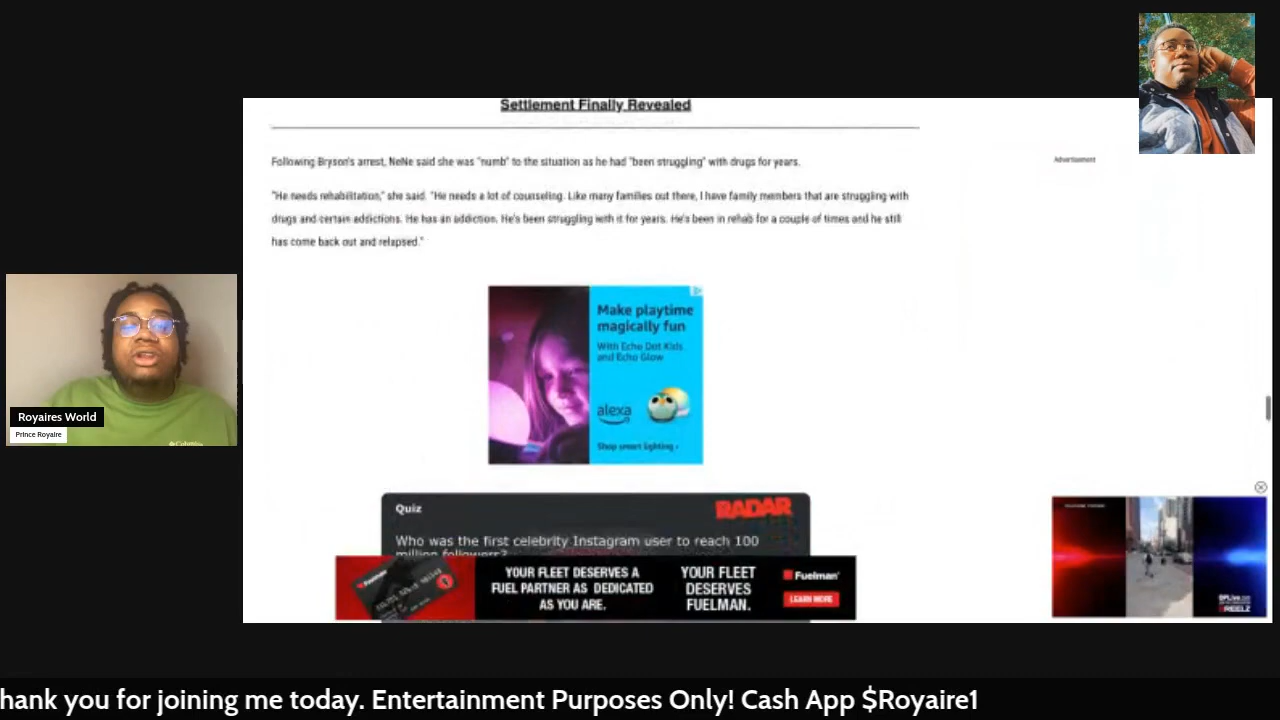 Settlement Finally Revealed
Following Bryson's arrest, NeNe said she was "numb" to the situation as he had "been struggling" with drugs for years.
"He needs rehabilitation," she said. "He needs a lot of counseling. Like many families out there, I have family members that are struggling with
drugs and certain addictions. He has an addiction. He's been struggling with it for years. He's been in rehab for a couple of times and he still
has come back out and relapsed."
Advertisement
Make playtime
magically fun
With Echo Dot Kids
and Echo Glow
alexa
Shop smart lighting ›
Royaires World
Prince Royaire
Columbia
Quiz
RADAR
Who was the first celebrity Instagram user to reach 100
million followers?
Fuelman
YOUR FLEET DESERVES A
FUEL PARTNER AS DEDICATED
AS YOU ARE.
YOUR FLEET
DESERVES
FUELMAN.
Fuelman
LEARN MORE
REELZ
hank you for joining me today. Entertainment Purposes Only! Cash App $Royaire1